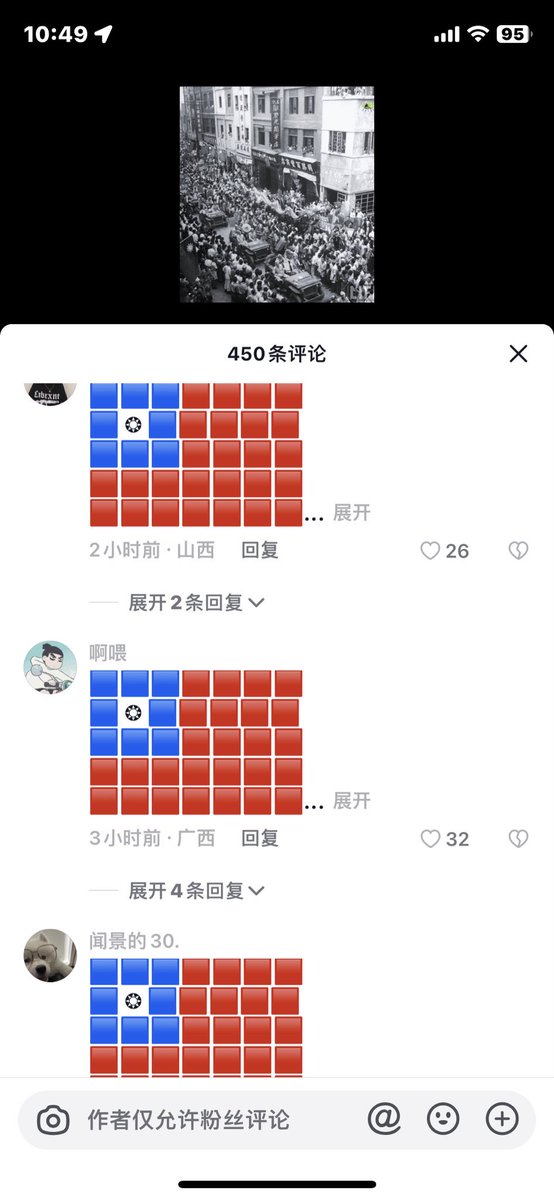 10:49
95
450条评论
... 展开
2小时前 · 山西 回复
26
展开2条回复
啊喂
... 展开
3小时前 · 广西 回复
32
展开4条回复
闻景的30.
作者仅允许粉丝评论